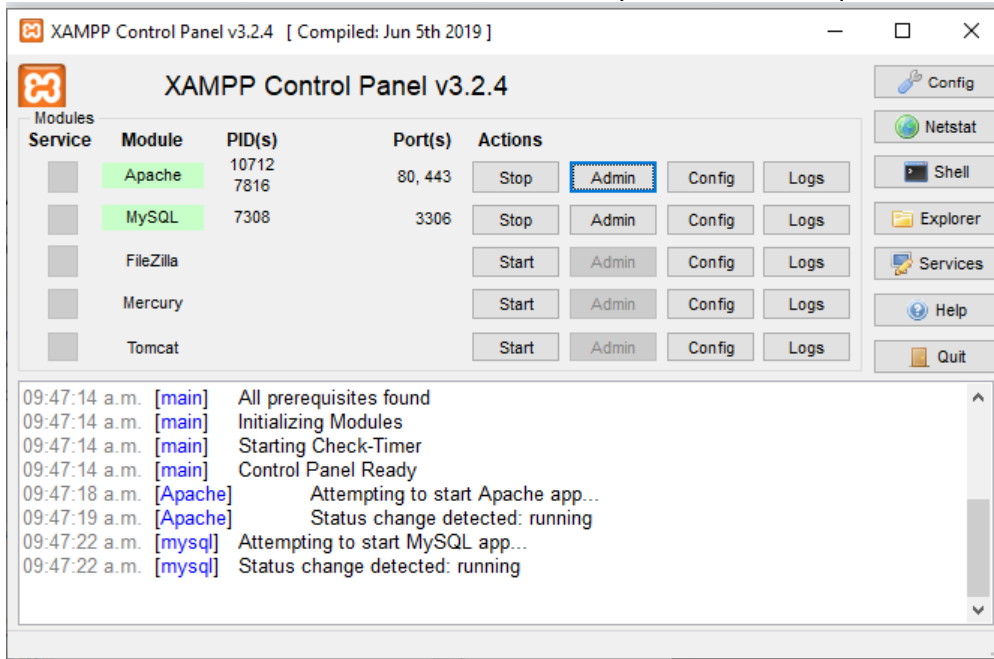 XAMPP Control Panel v3.2.4 [ Compiled: Jun 5th 2019 ]
XAMPP Control Panel v3.2.4
Config
Modules
Service Module PID(s) Port(s) Actions
Netstat
Apache 10712 7816 80, 443 Stop Admin Config Logs
Shell
MySQL 7308 3306 Stop Admin Config Logs
Explorer
FileZilla Start Admin Config Logs
Services
Mercury Start Admin Config Logs
Help
Tomcat Start Admin Config Logs
Quit
09:47:14 a.m. [main] All prerequisites found
09:47:14 a.m. [main] Initializing Modules
09:47:14 a.m. [main] Starting Check-Timer
09:47:14 a.m. [main] Control Panel Ready
09:47:18 a.m. [Apache] Attempting to start Apache app...
09:47:19 a.m. [Apache] Status change detected: running
09:47:22 a.m. [mysql] Attempting to start MySQL app...
09:47:22 a.m. [mysql] Status change detected: running